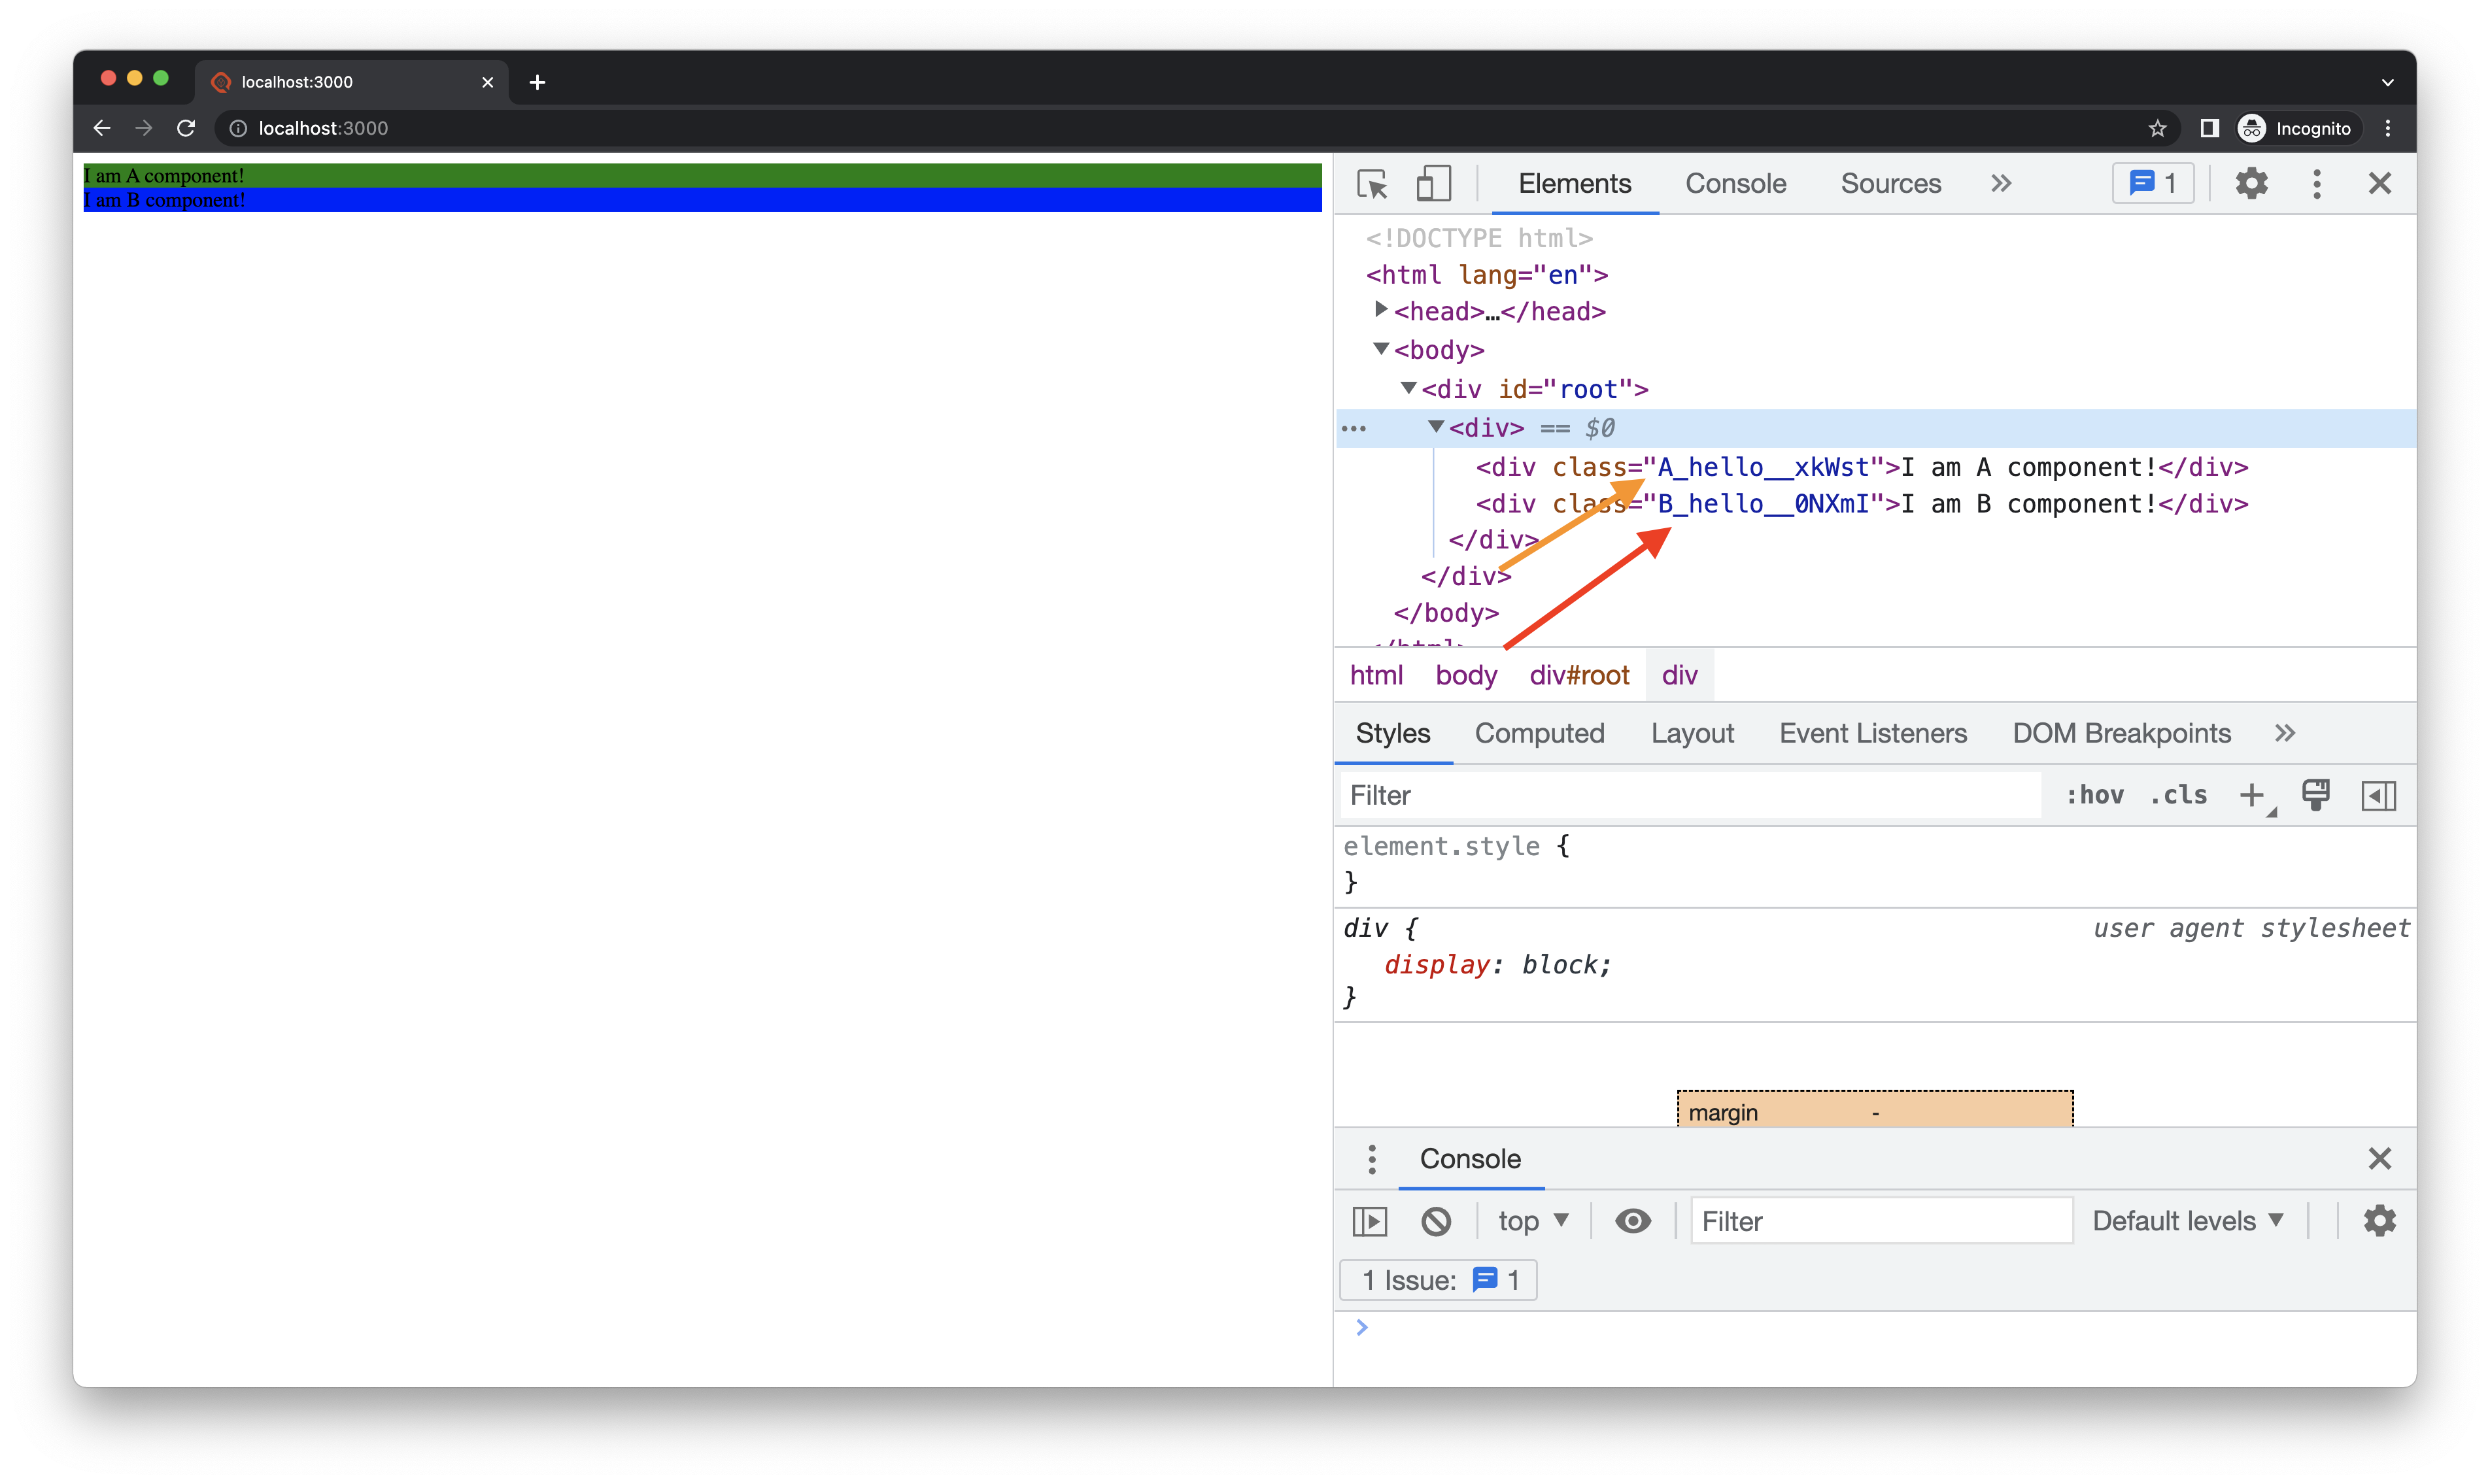 localhost:3000
localhost:3000
Incognito
I am A component!
I am B component!
Elements Console Sources 1
<!DOCTYPE html>
<html lang="en">
<head>…</head>
<body>
<div id="root">
<div> == $0
<div class="A_hello__xkWst">I am A component!</div>
<div class="B_hello__0NXmI">I am B component!</div>
</div>
</div>
</body>
</html>
html body div#root div
Styles Computed Layout Event Listeners DOM Breakpoints
Filter :hov .cls
element.style {
}
div { user agent stylesheet
display: block;
}
margin -
Console
top Filter Default levels
1 Issue: 1